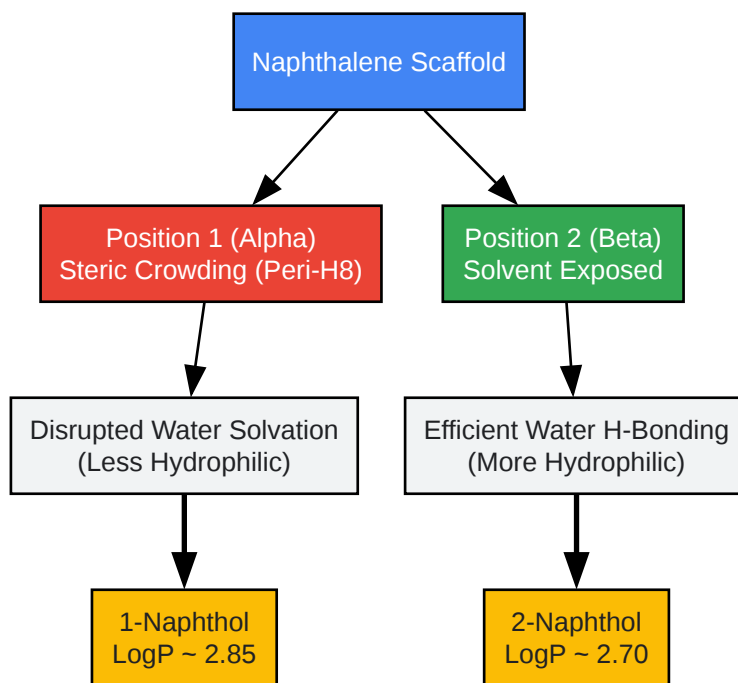 Naphthalene Scaffold
Position 1 (Alpha)
Steric Crowding (Peri-H8)
Position 2 (Beta)
Solvent Exposed
Disrupted Water Solvation
(Less Hydrophilic)
Efficient Water H-Bonding
(More Hydrophilic)
1-Naphthol
LogP ~ 2.85
2-Naphthol
LogP ~ 2.70